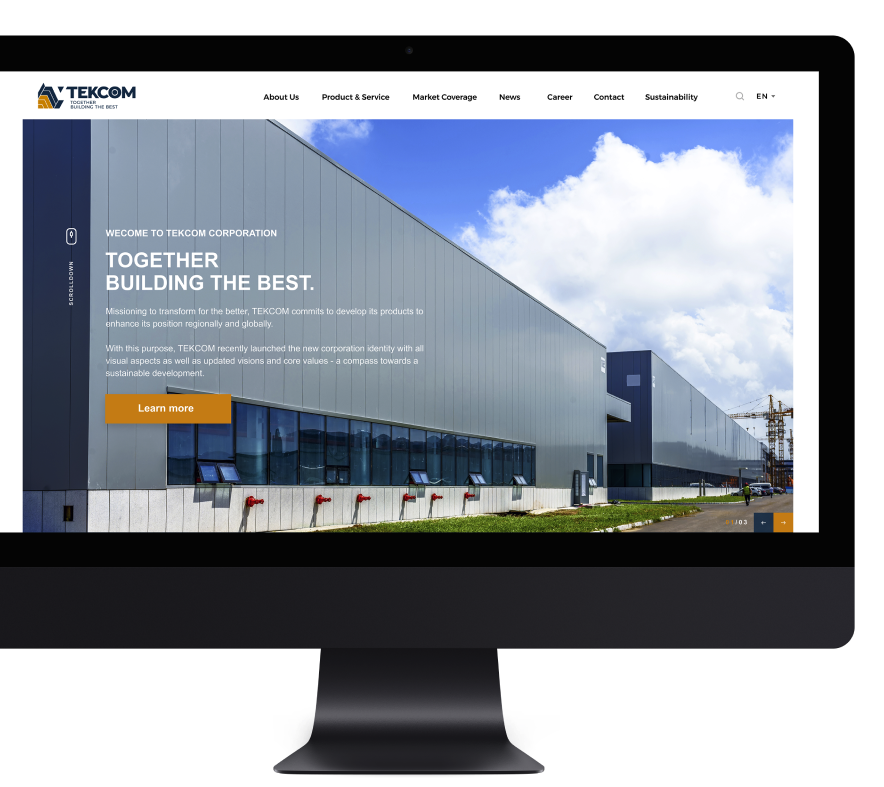 TEKCOM
TOGETHER
BUILDING THE BEST
About Us Product & Service Market Coverage News Career Contact Sustainability EN
SCROLLDOWN
WECOME TO TEKCOM CORPORATION
TOGETHER
BUILDING THE BEST.
Missioning to transform for the better, TEKCOM commits to develop its products to
enhance its position regionally and globally.
With this purpose, TEKCOM recently launched the new corporation identity with all
visual aspects as well as updated visions and core values - a compass towards a
sustainable development.
Learn more
/03